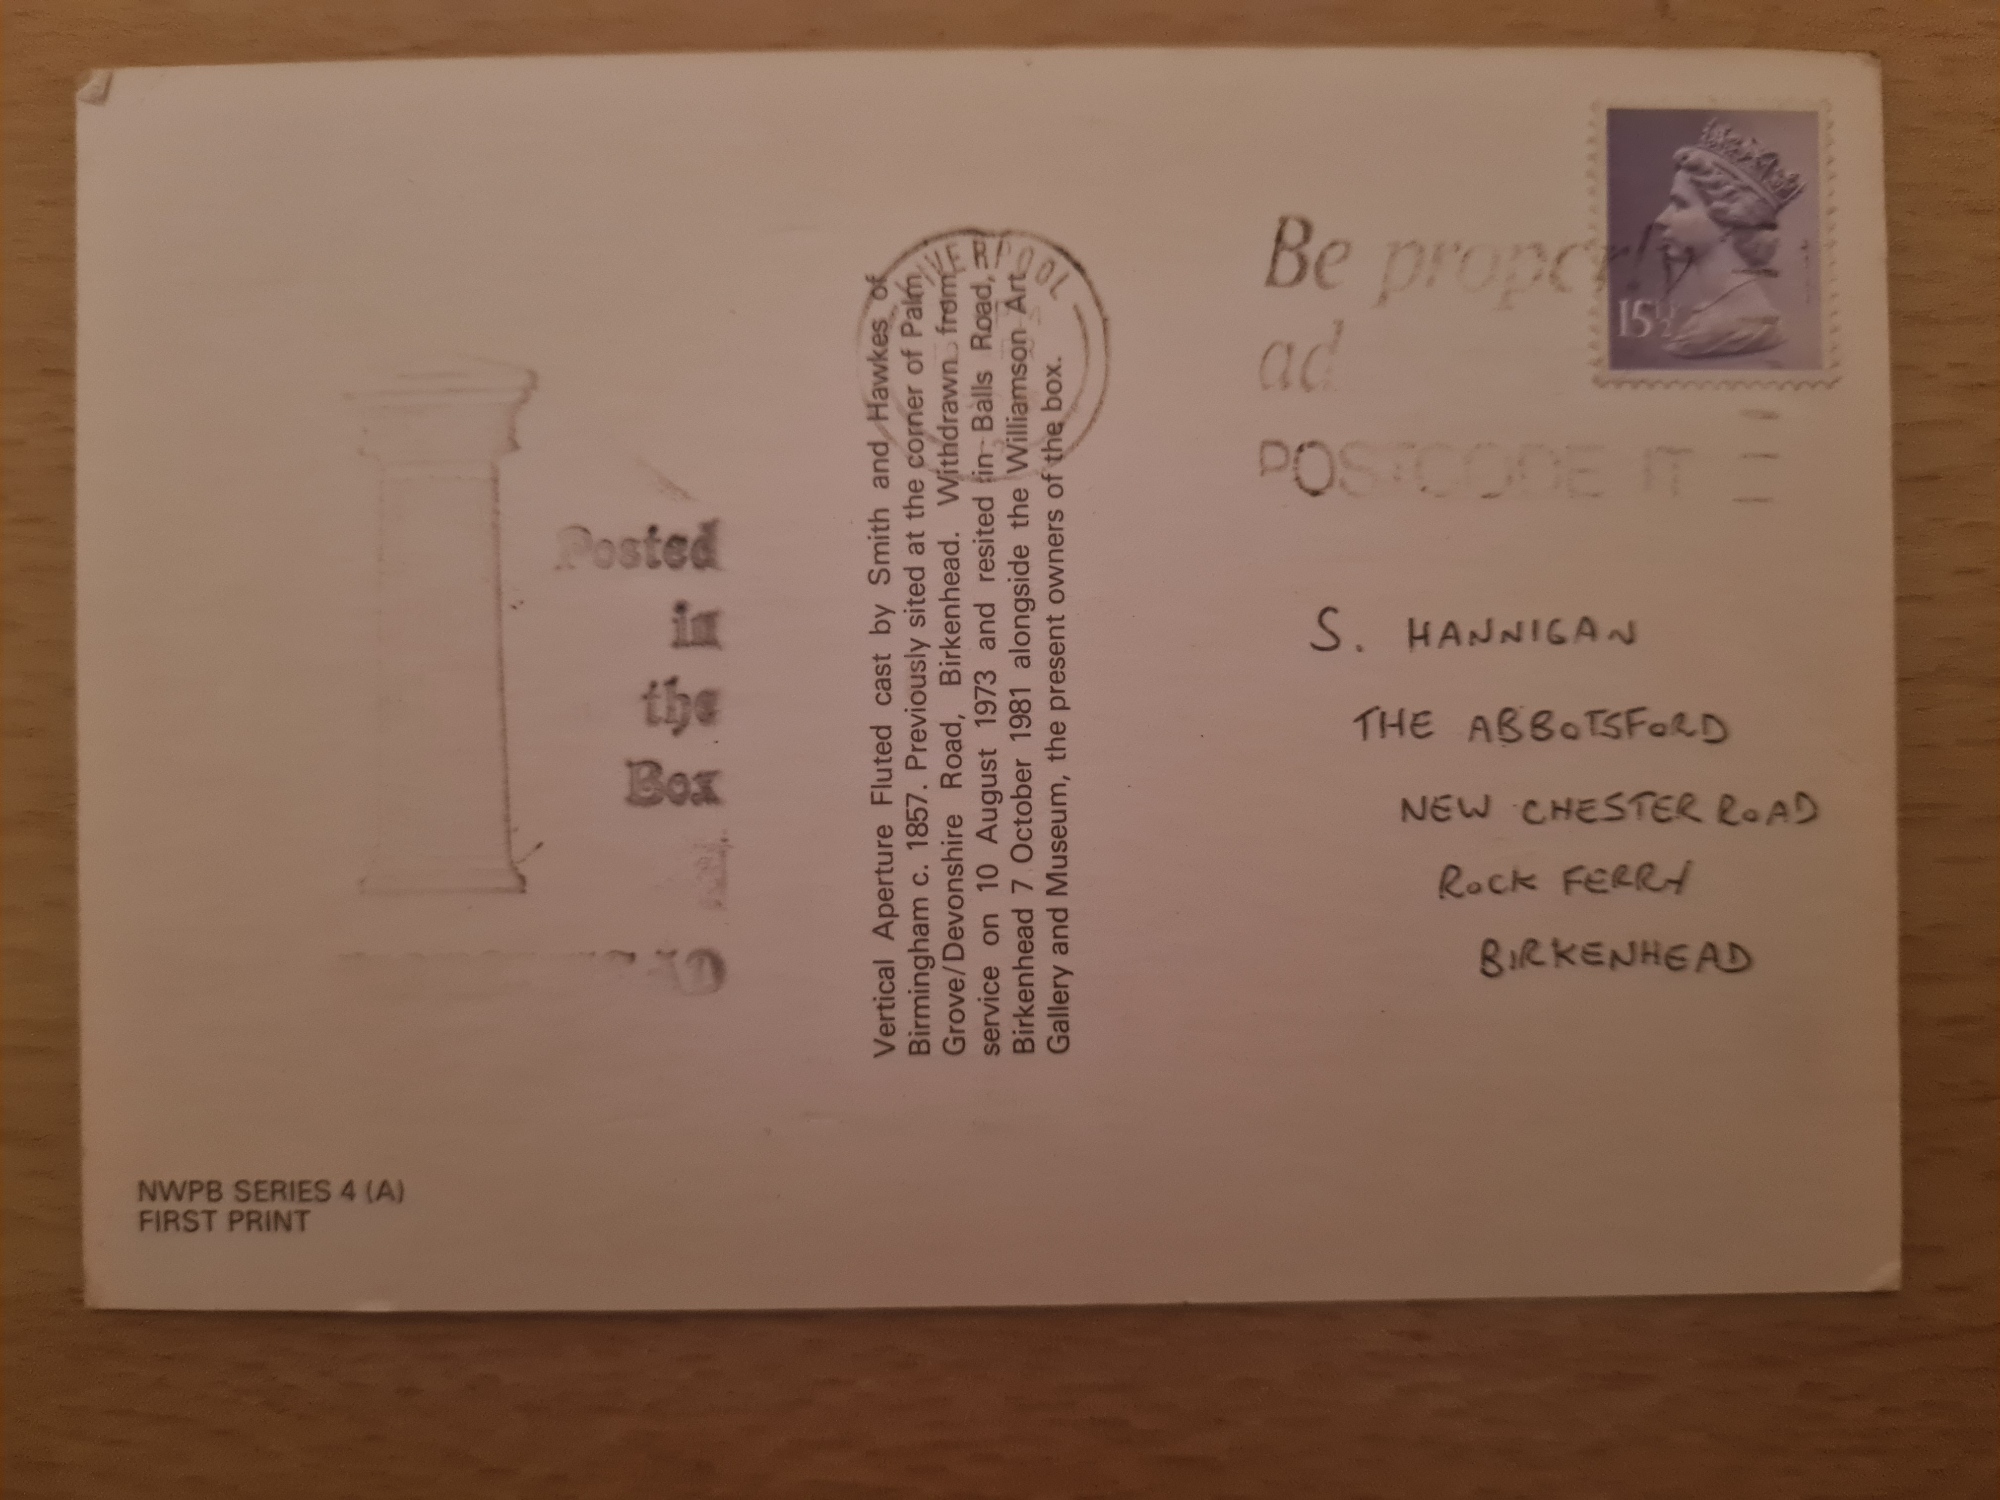 Posted
in
the
Box
NWPB SERIES 4 (A)
FIRST PRINT
Vertical Aperture Fluted cast by Smith and Hawkes of
Birmingham c. 1857. Previously sited at the corner of Palm
Grove/Devonshire Road, Birkenhead. Withdrawn from
service on 10 August 1973 and resited in Balls Road,
Birkenhead 7 October 1981 alongside the Williamson Art
Gallery and Museum, the present owners of the box.
LIVERPOOL
Be properly
ad
POSTCODE IT
15½
S. HANNIGAN
THE ABBOTSFORD
NEW CHESTER ROAD
ROCK FERRY
BIRKENHEAD